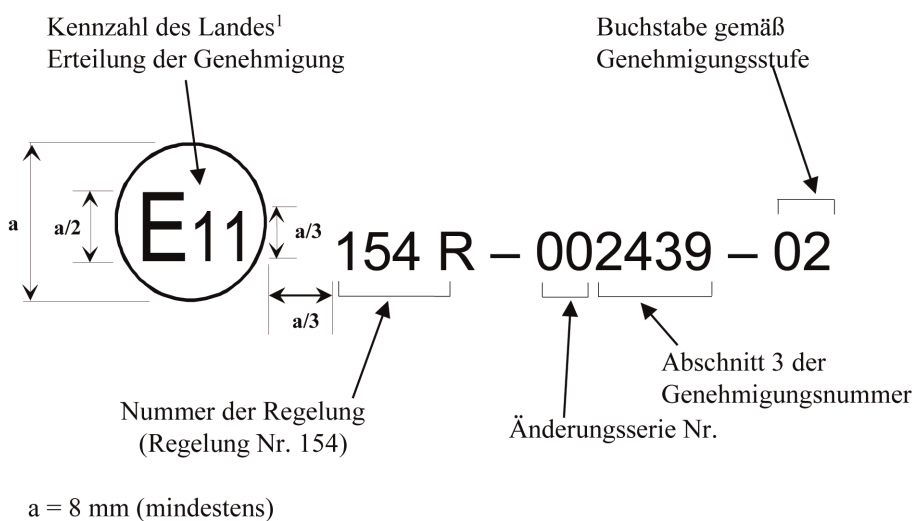 Kennzahl des Landes¹
Erteilung der Genehmigung
Buchstabe gemäß
Genehmigungsstufe
a
a/2
E11
a/3
a/3
154 R – 002439 – 02
Abschnitt 3 der
Genehmigungsnummer
Nummer der Regelung
(Regelung Nr. 154)
Änderungsserie Nr.
a = 8 mm (mindestens)